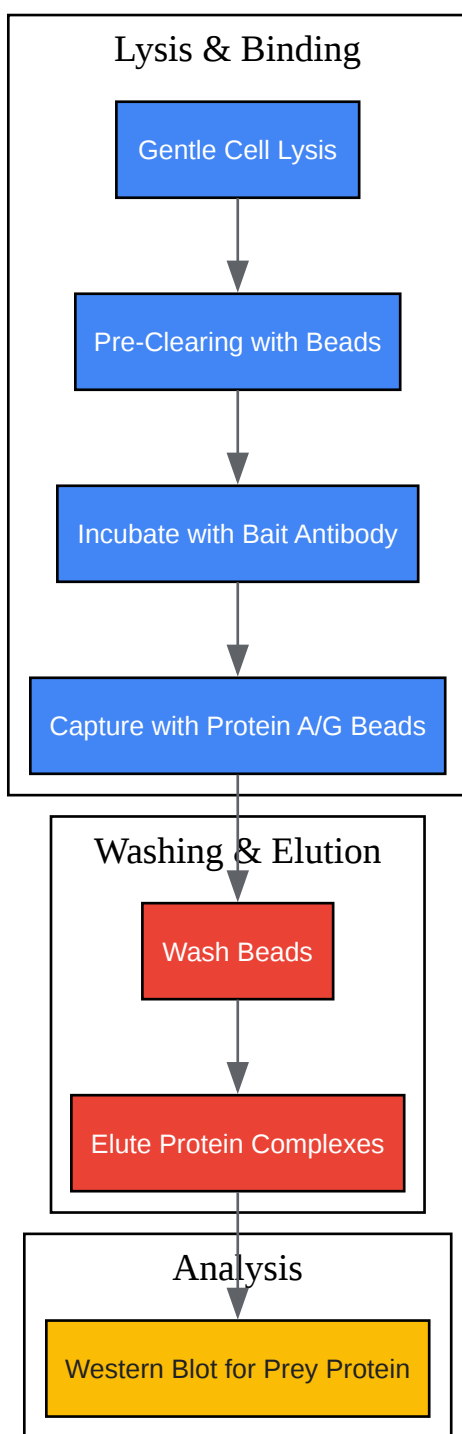 Lysis & Binding
Gentle Cell Lysis
Pre-Clearing with Beads
Incubate with Bait Antibody
Capture with Protein A/G Beads
Washing & Elution
Wash Beads
Elute Protein Complexes
Analysis
Western Blot for Prey Protein